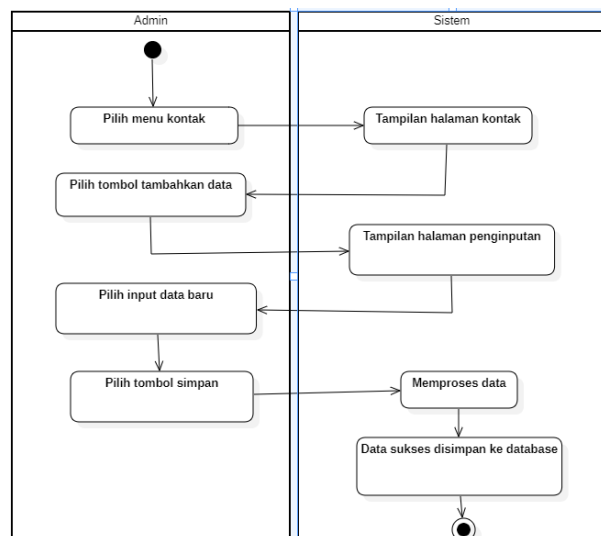 Admin
Sistem
Pilih menu kontak
Tampilan halaman kontak
Pilih tombol tambahkan data
Tampilan halaman penginputan
Pilih input data baru
Pilih tombol simpan
Memproses data
Data sukses disimpan ke database